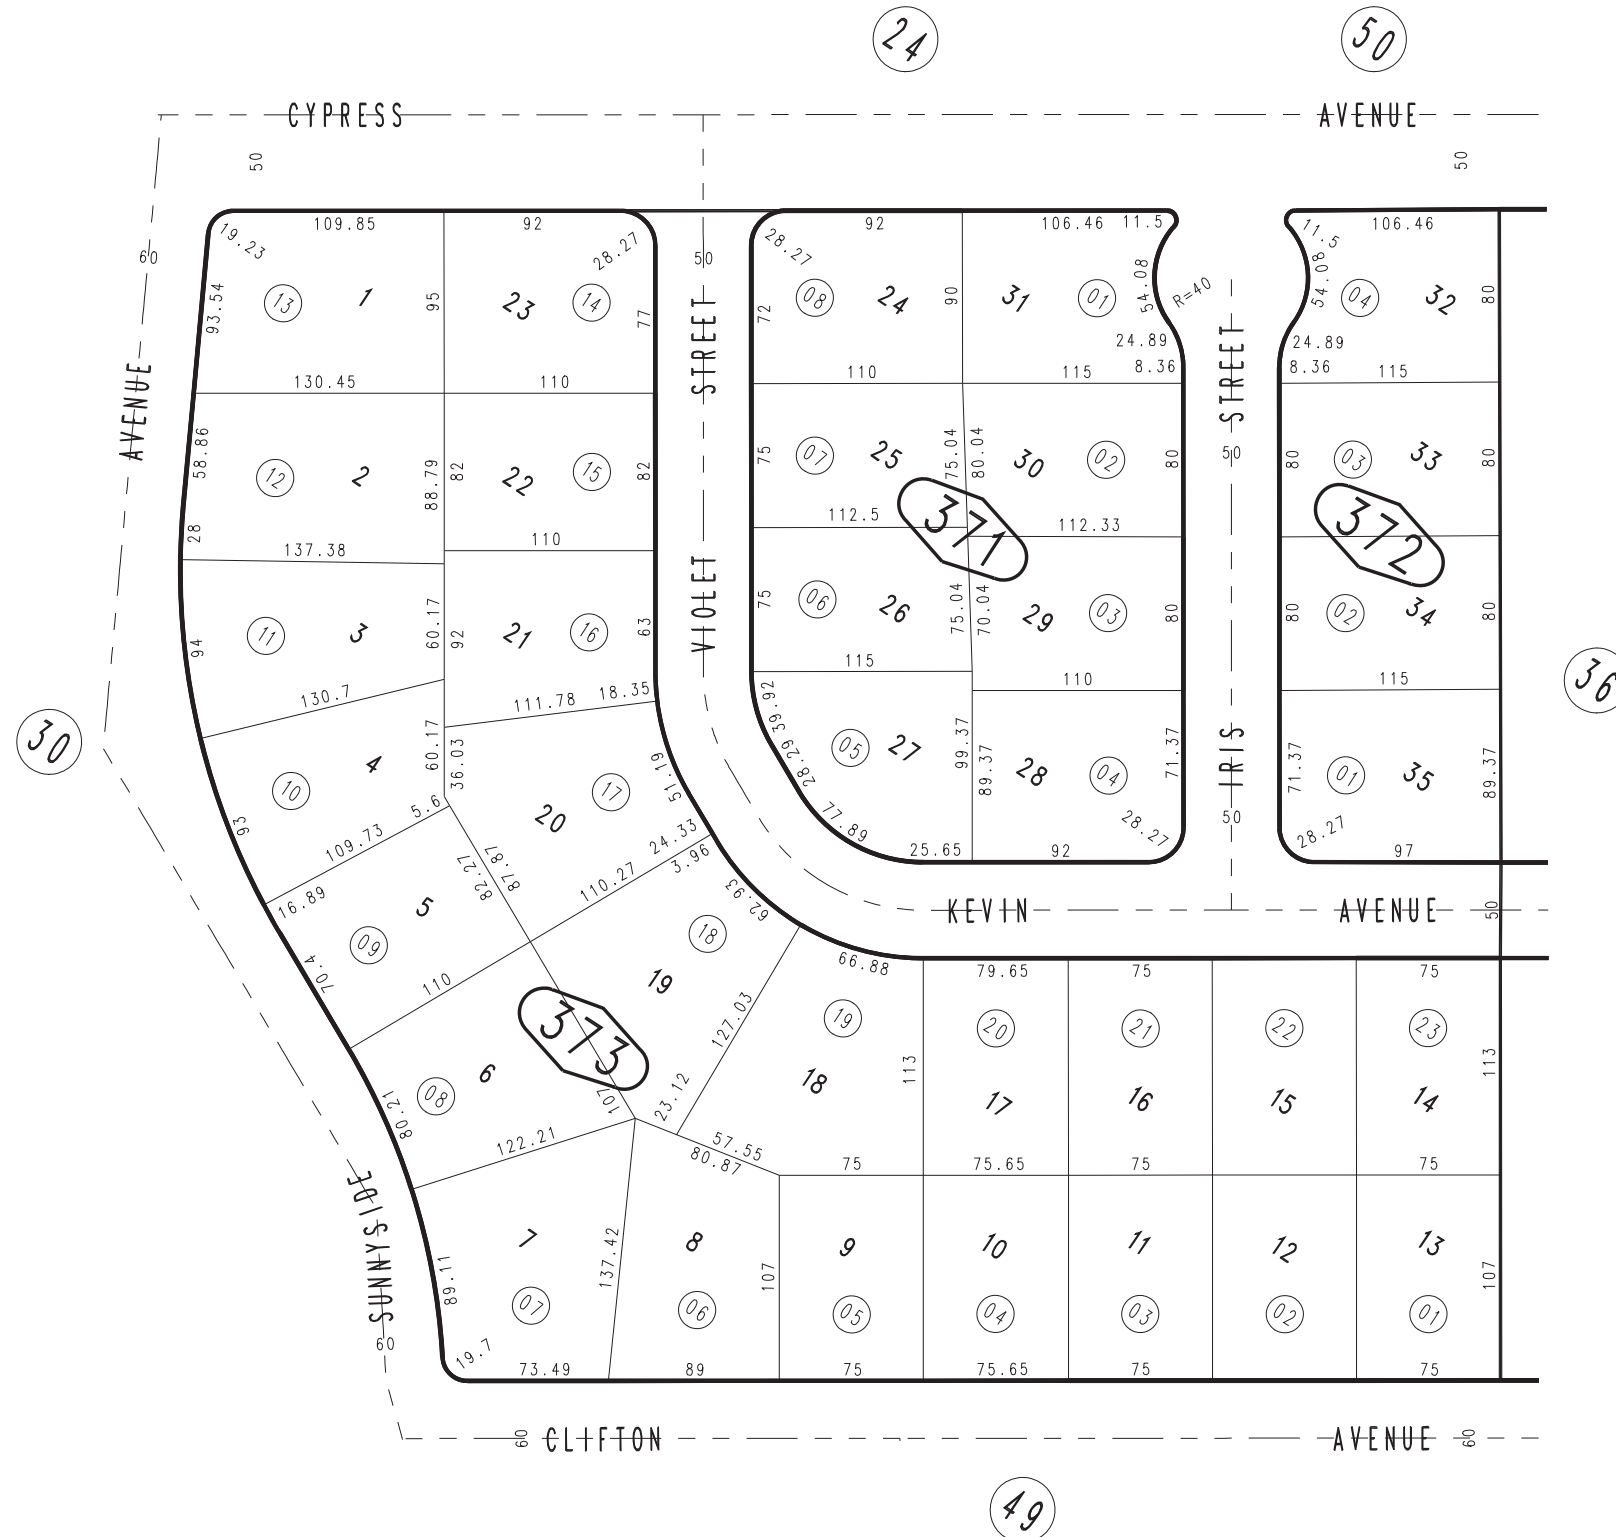 24 50
CYPRESS AVENUE
50 50
109.85 92 92 106.46 11.5 106.46
19.23 28.27 28.27 11.5
60 50
93.54 13 1 95 23 14 77 72 08 24 90 31 01 54.08 R=40 54.08 04 32 80
24.89 24.89
8.36 8.36
130.45 110 110 115 115
AVENUE STREET STREET
58.86 12 2 88.79 82 22 15 82 75 07 25 75.04 80.04 30 02 80 50 80 03 33 80
371 372
28 137.38 110 112.5 112.33
VIOLET
94 11 3 60.17 92 21 16 63 75 06 26 75.04 70.04 29 03 80 80 02 34 80
115 110 115
36
130.7 111.78 18.35
30
4 60.17 36.03 39.92 28.29 05 27 99.37 89.37 28 04 71.37 IRIS 71.37 01 35 89.37
10 20 17 51.19
93 109.73 5.6 24.33 77.89 28.27 50 28.27
3.96 25.65 92 97
16.89 5 82.27 87.87 110.27 62.93
KEVIN AVENUE 50
09 18
70.4 110 19 66.88 79.65 75 75
373 127.03 19 20 21 22 23
6 08 107 23.12 18 113 17 16 15 14 113
80.21 122.21 57.55
80.87 75 75.65 75 75
SUNNYSIDE
7 8 9 10 11 12 13
89.11 07 137.42 06 107 05 04 03 02 01 107
60 19.7
73.49 89 75 75.65 75 75
60 CLIFTON AVENUE 60
49